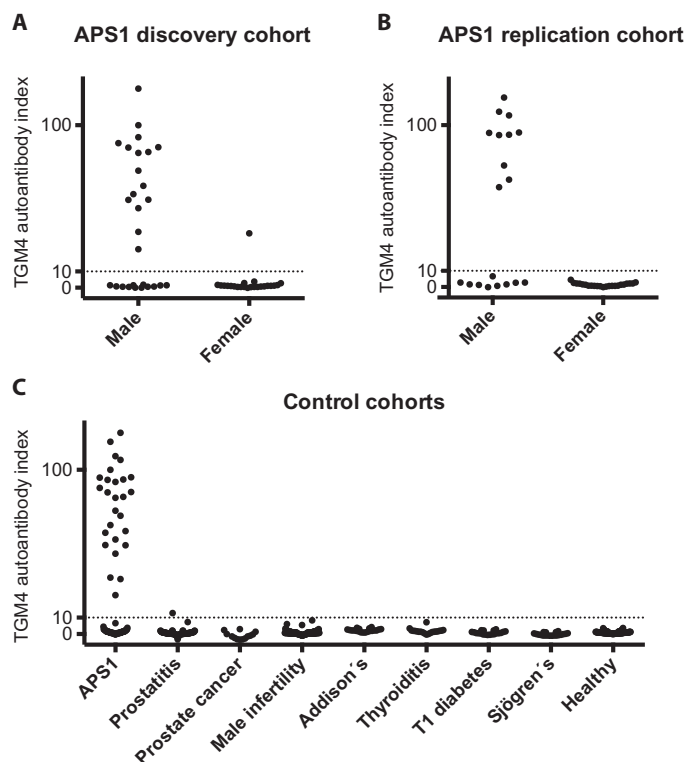 A
APS1 discovery cohort
TGM4 autoantibody index
100
10
0
Male
Female
B
APS1 replication cohort
TGM4 autoantibody index
100
10
0
Male
Female
C
Control cohorts
TGM4 autoantibody index
100
10
0
APS1
Prostatitis
Prostate cancer
Male infertility
Addison´s
Thyroiditis
T1 diabetes
Sjögren´s
Healthy